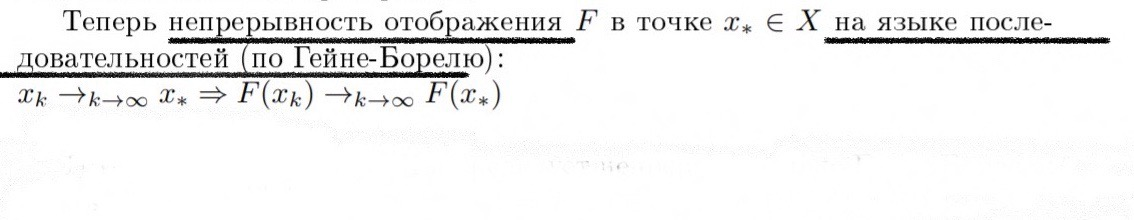 Теперь непрерывность отображения F в точке x_* ∈ X на языке после-
довательностей (по Гейне-Борелю):
x_k →_{k→∞} x_* ⇒ F(x_k) →_{k→∞} F(x_*)